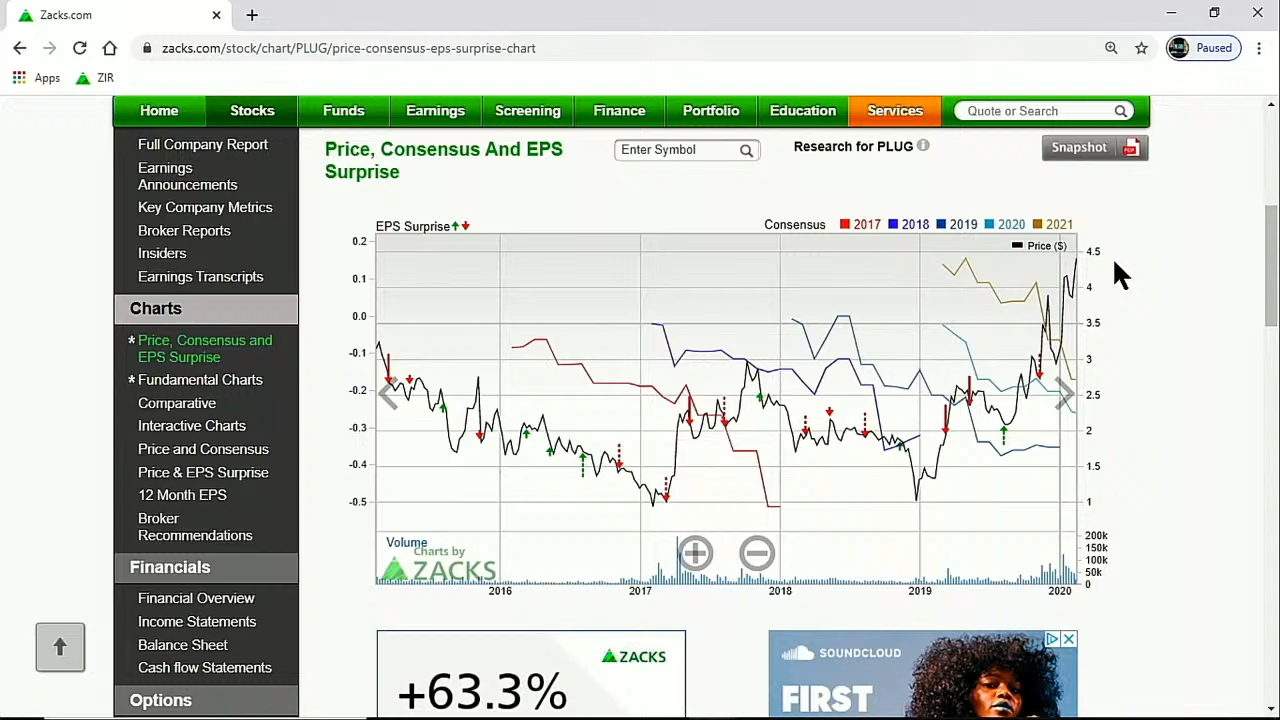 Zacks.com
zacks.com/stock/chart/PLUG/price-consensus-eps-surprise-chart
Paused
Apps
ZIR
Home
Stocks
Funds
Earnings
Screening
Finance
Portfolio
Education
Services
Quote or Search
Full Company Report
Earnings
Announcements
Key Company Metrics
Broker Reports
Insiders
Earnings Transcripts
Charts
* Price, Consensus and
EPS Surprise
* Fundamental Charts
Comparative
Interactive Charts
Price and Consensus
Price & EPS Surprise
12 Month EPS
Broker
Recommendations
Financials
Financial Overview
Income Statements
Balance Sheet
Cash flow Statements
Options
Price, Consensus And EPS
Surprise
Enter Symbol
Research for PLUG
Snapshot
EPS Surprise
Consensus 2017 2018 2019 2020 2021
Price ($)
0.2
0.1
0.0
-0.1
-0.2
-0.3
-0.4
-0.5
4.5
4
3.5
3
2.5
2
1.5
1
200k
150k
100k
50k
0
Volume
Charts by
ZACKS
2016 2017 2018 2019 2020
ZACKS
+63.3%
SOUNDCLOUD
FIRST